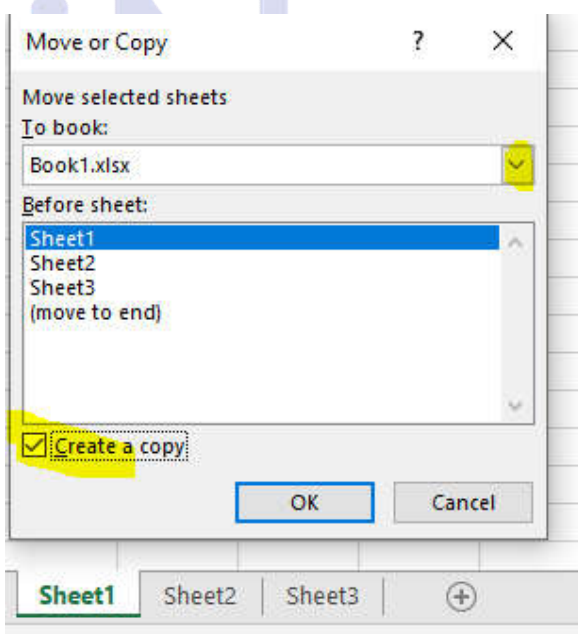 Move or Copy ? ×
Move selected sheets
To book:
Book1.xlsx
Before sheet:
Sheet1
Sheet2
Sheet3
(move to end)
Create a copy
OK Cancel
Sheet1 Sheet2 Sheet3